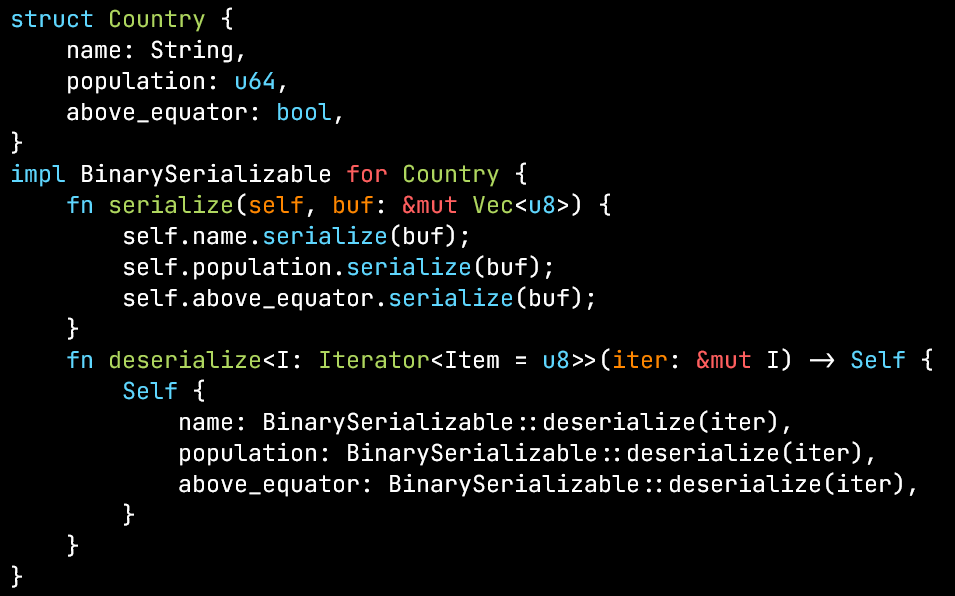 struct Country {
    name: String,
    population: u64,
    above_equator: bool,
}
impl BinarySerializable for Country {
    fn serialize(self, buf: &mut Vec<u8>) {
        self.name.serialize(buf);
        self.population.serialize(buf);
        self.above_equator.serialize(buf);
    }
    fn deserialize<I: Iterator<Item = u8>>(iter: &mut I) -> Self {
        Self {
            name: BinarySerializable::deserialize(iter),
            population: BinarySerializable::deserialize(iter),
            above_equator: BinarySerializable::deserialize(iter),
        }
    }
}